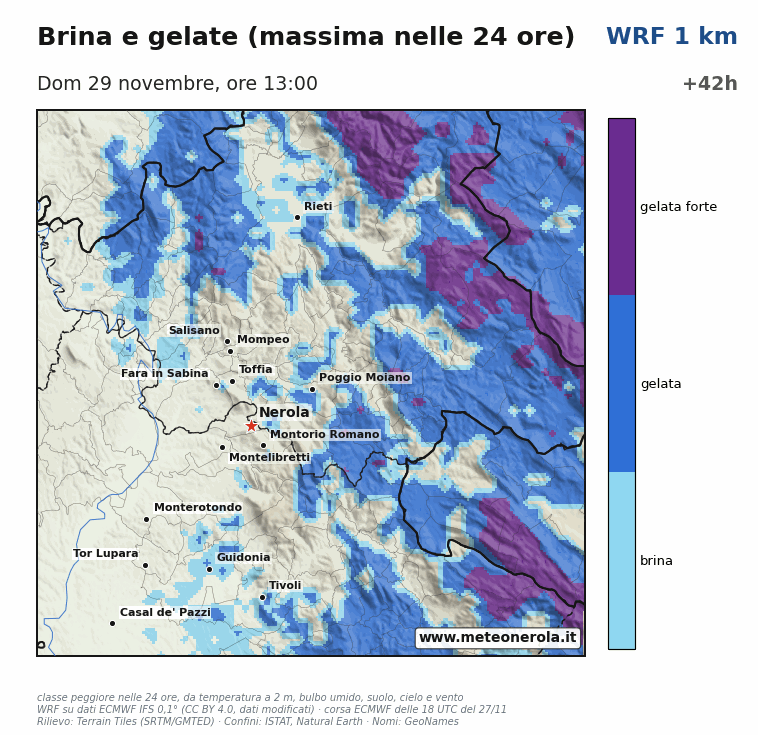 Brina e gelate (massima nelle 24 ore)
WRF 1 km
Dom 29 novembre, ore 13:00
+42h
gelata forte
Rieti
Salisano
Mompeo
Toffia
Fara in Sabina
Poggio Moiano
gelata
Nerola
Montorio Romano
Montelibretti
Monterotondo
Tor Lupara
Guidonia
brina
Tivoli
Casal de' Pazzi
www.meteonerola.it
classe peggiore nelle 24 ore, da temperatura a 2 m, bulbo umido, suolo, cielo e vento
WRF su dati ECMWF IFS 0,1° (CC BY 4.0, dati modificati) · corsa ECMWF delle 18 UTC del 27/11
Rilievo: Terrain Tiles (SRTM/GMTED) · Confini: ISTAT, Natural Earth · Nomi: GeoNames